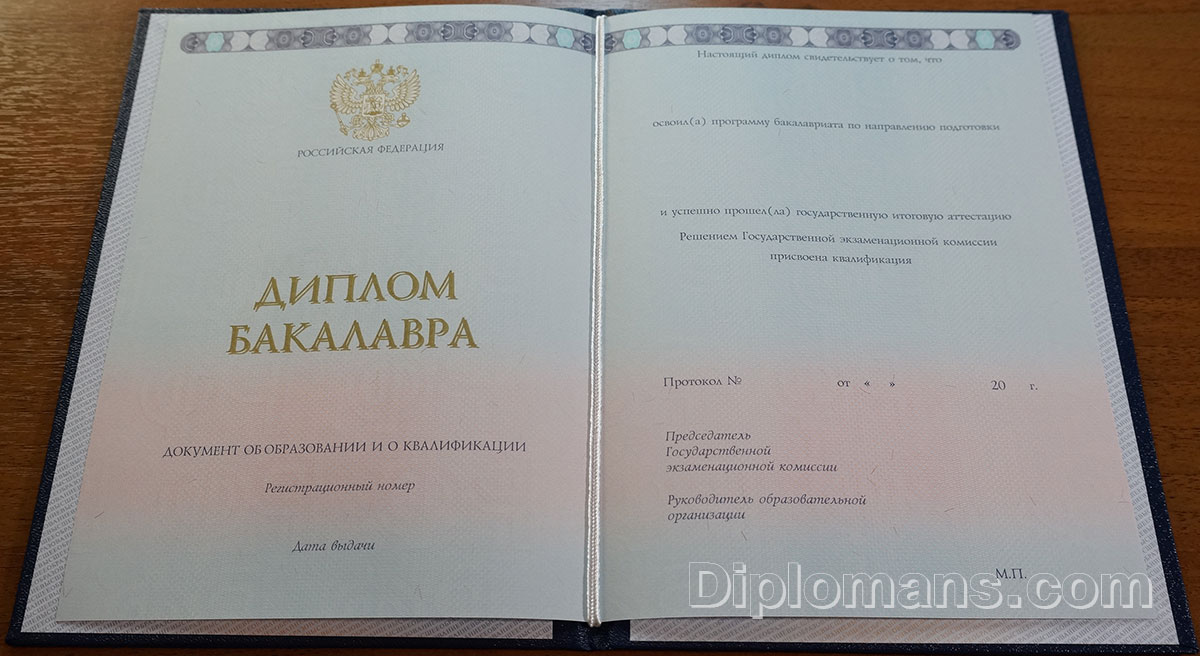 РОССИЙСКАЯ ФЕДЕРАЦИЯ
ДИПЛОМ
БАКАЛАВРА
ДОКУМЕНТ ОБ ОБРАЗОВАНИИ И О КВАЛИФИКАЦИИ
Регистрационный номер
Дата выдачи
Настоящий диплом свидетельствует о том, что
освоил(а) программу бакалавриата по направлению подготовки
и успешно прошел(ла) государственную итоговую аттестацию
Решением Государственной экзаменационной комиссии
присвоена квалификация
Протокол № от « » 20 г.
Председатель
Государственной
экзаменационной комиссии
Руководитель образовательной
организации
М.П.
Diplomans.com